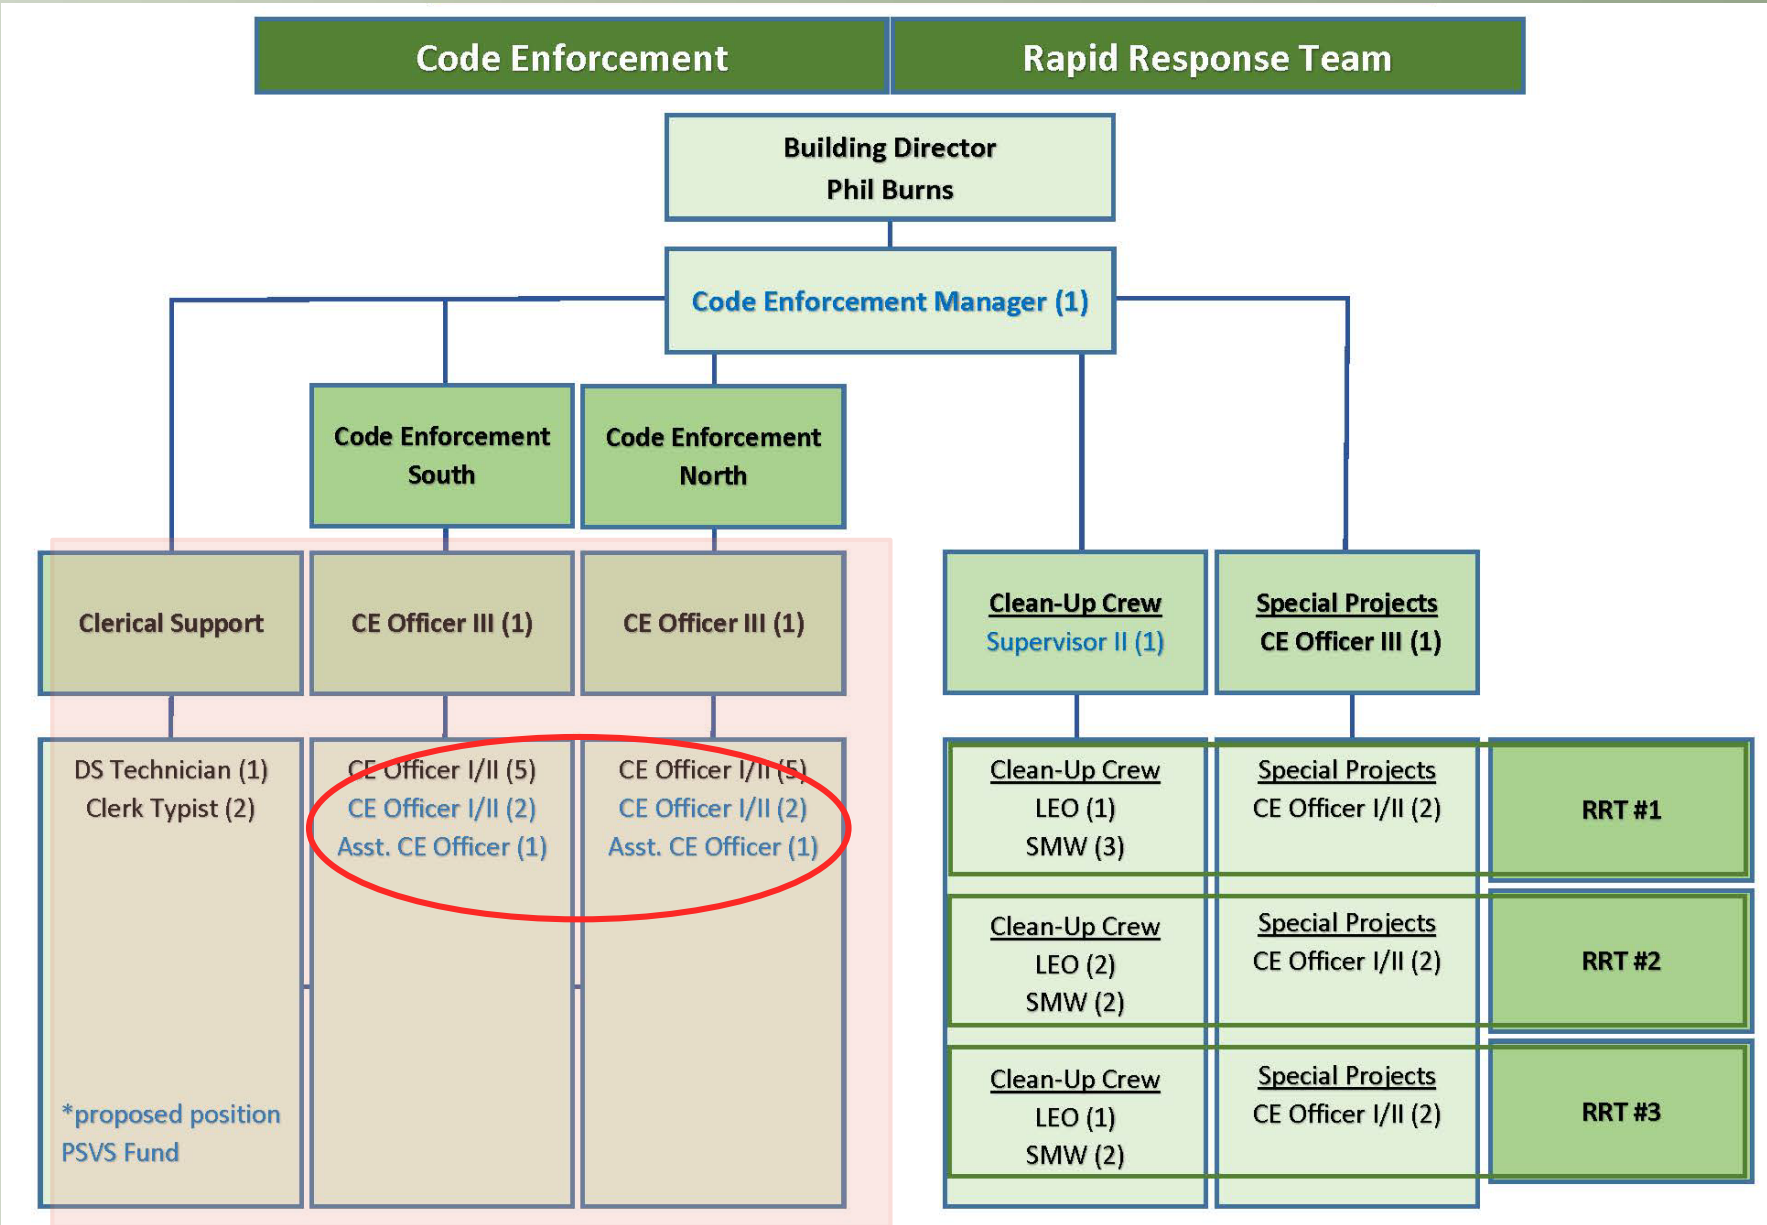 Code Enforcement
Rapid Response Team
Building Director
Phil Burns
Code Enforcement Manager (1)
Code Enforcement
South
Code Enforcement
North
Clerical Support
CE Officer III (1)
CE Officer III (1)
Clean-Up Crew
Supervisor II (1)
Special Projects
CE Officer III (1)
DS Technician (1)
Clerk Typist (2)
CE Officer I/II (5)
CE Officer I/II (2)
Asst. CE Officer (1)
CE Officer I/II (5)
CE Officer I/II (2)
Asst. CE Officer (1)
Clean-Up Crew
LEO (1)
SMW (3)
Special Projects
CE Officer I/II (2)
RRT #1
Clean-Up Crew
LEO (2)
SMW (2)
Special Projects
CE Officer I/II (2)
RRT #2
Clean-Up Crew
LEO (1)
SMW (2)
Special Projects
CE Officer I/II (2)
RRT #3
*proposed position
PSVS Fund